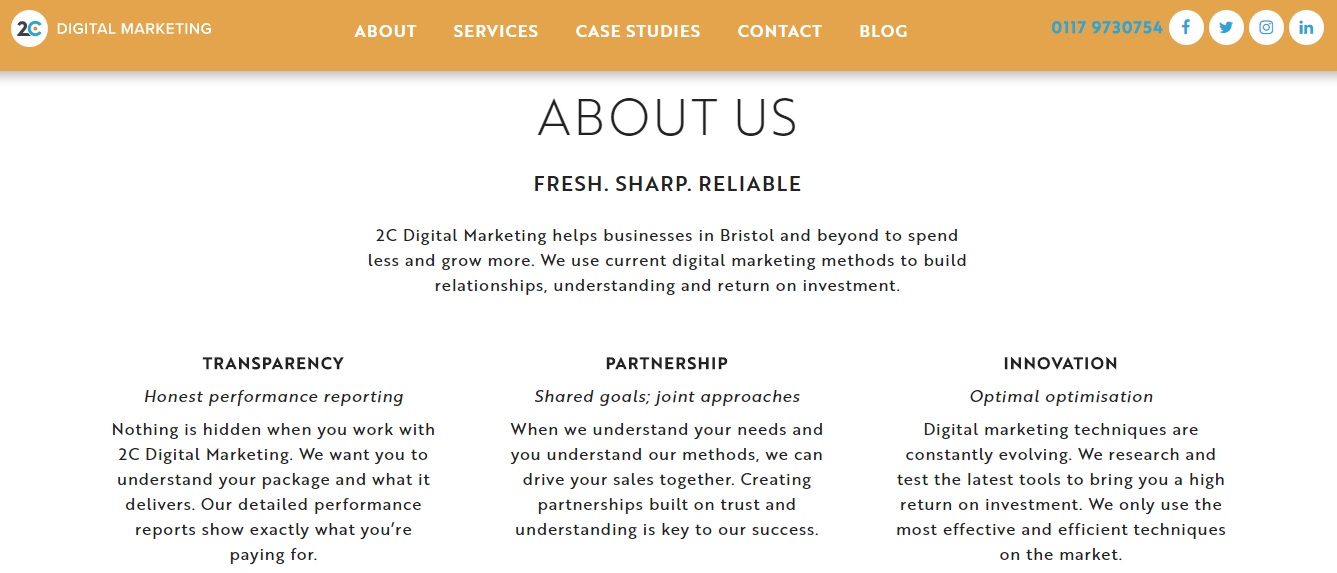 2C DIGITAL MARKETING
ABOUT
SERVICES
CASE STUDIES
CONTACT
BLOG
0117 9730754
ABOUT US
FRESH. SHARP. RELIABLE
2C Digital Marketing helps businesses in Bristol and beyond to spend
less and grow more. We use current digital marketing methods to build
relationships, understanding and return on investment.
TRANSPARENCY
Honest performance reporting
Nothing is hidden when you work with
2C Digital Marketing. We want you to
understand your package and what it
delivers. Our detailed performance
reports show exactly what you’re
paying for.
PARTNERSHIP
Shared goals; joint approaches
When we understand your needs and
you understand our methods, we can
drive your sales together. Creating
partnerships built on trust and
understanding is key to our success.
INNOVATION
Optimal optimisation
Digital marketing techniques are
constantly evolving. We research and
test the latest tools to bring you a high
return on investment. We only use the
most effective and efficient techniques
on the market.